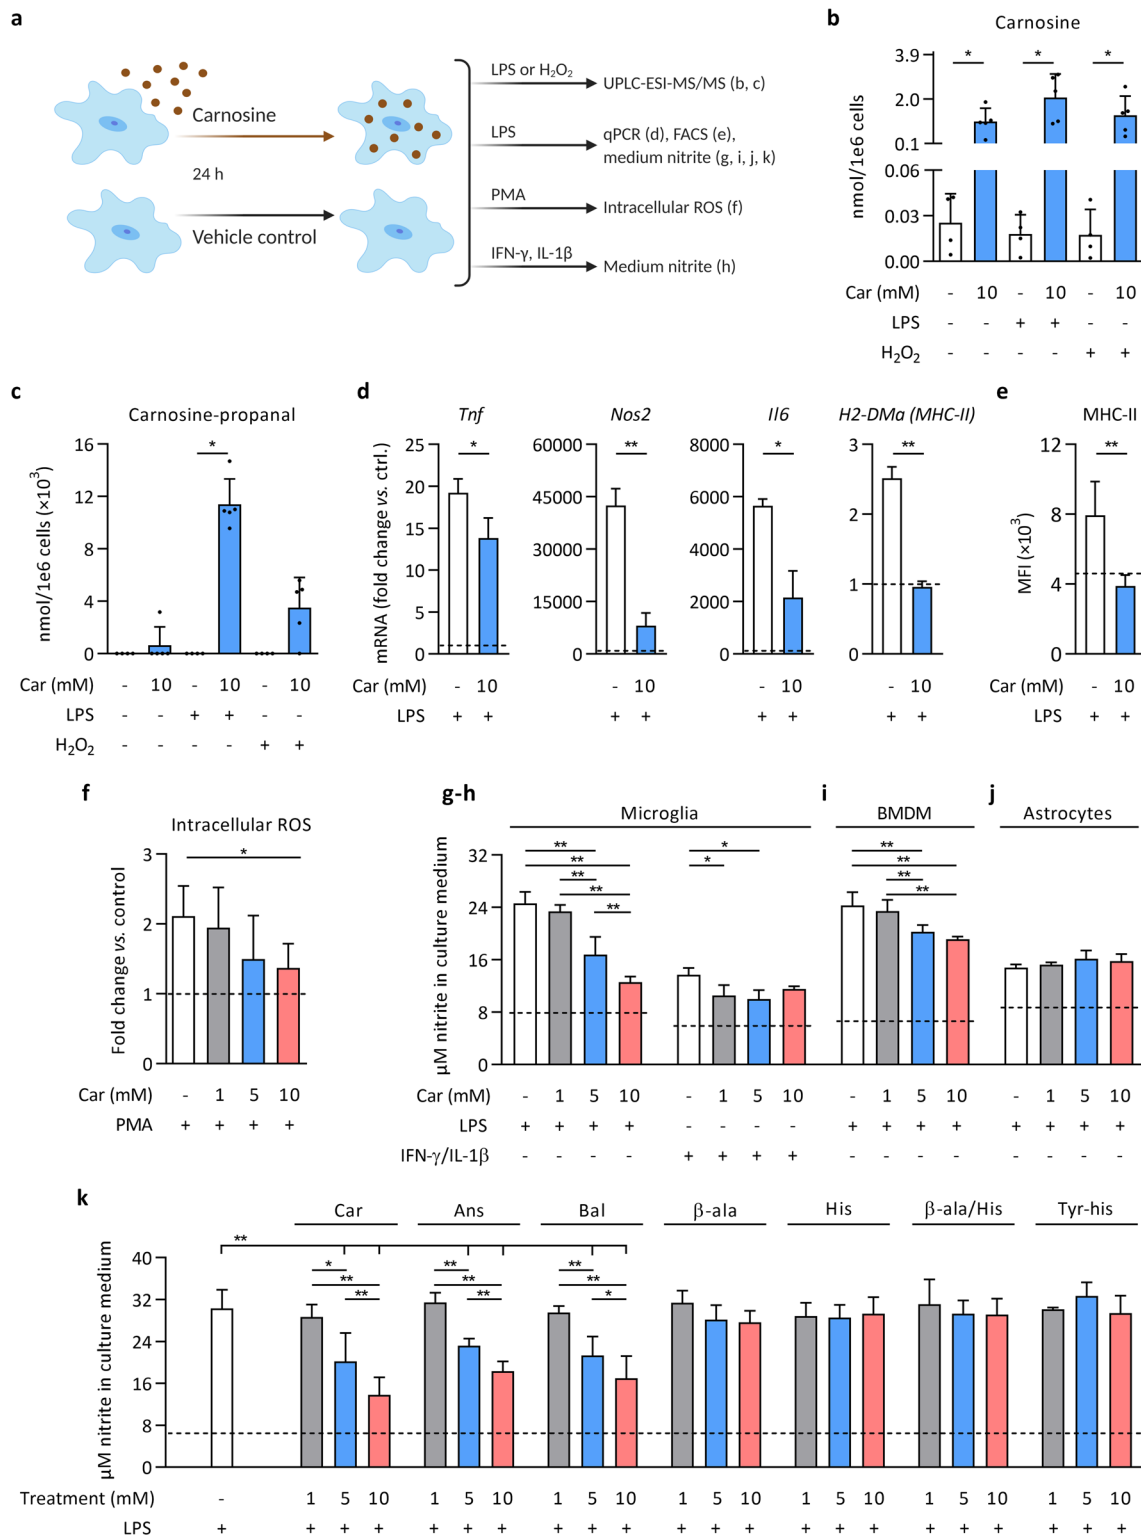 a
Carnosine
24 h
Vehicle control
LPS or H₂O₂
UPLC-ESI-MS/MS (b, c)
LPS
qPCR (d), FACS (e),
medium nitrite (g, i, j, k)
PMA
Intracellular ROS (f)
IFN-γ, IL-1β
Medium nitrite (h)
b
Carnosine
nmol/1e6 cells
3.9
2.0
0.1
0.06
0.03
0.00
* * *
Car (mM) - 10 - 10 - 10
LPS - - + + - -
H₂O₂ - - - - + +
c
Carnosine-propanal
nmol/1e6 cells (×10³)
16
12
8
4
0
*
Car (mM) - 10 - 10 - 10
LPS - - + + - -
H₂O₂ - - - - + +
d
mRNA (fold change vs. ctrl.)
Tnf
25
20
15
10
5
0
*
Nos2
60000
45000
30000
15000
0
**
Il6
8000
6000
4000
2000
0
*
H2-DMa (MHC-II)
3
2
1
0
**
Car (mM) - 10 - 10 - 10 - 10
LPS + + + + + + + +
e
MHC-II
MFI (×10³)
12
8
4
0
**
Car (mM) - 10
LPS + +
f
Intracellular ROS
Fold change vs. control
3
2
1
0
*
Car (mM) - 1 5 10
PMA + + + +
g-h
Microglia
i
BMDM
j
Astrocytes
µM nitrite in culture medium
32
24
16
8
0
**
**
**
**
**
*
*
**
**
**
**
Car (mM) - 1 5 10 - 1 5 10 - 1 5 10 - 1 5 10
LPS + + + + - - - - + + + + + + + +
IFN-γ/IL-1β - - - - + + + + - - - - - - - -
k
Car Ans Bal β-ala His β-ala/His Tyr-his
µM nitrite in culture medium
40
32
24
16
8
0
**
* ** **
** ** **
** ** *
Treatment (mM) - 1 5 10 1 5 10 1 5 10 1 5 10 1 5 10 1 5 10 1 5 10
LPS + + + + + + + + + + + + + + + + + + + + + +